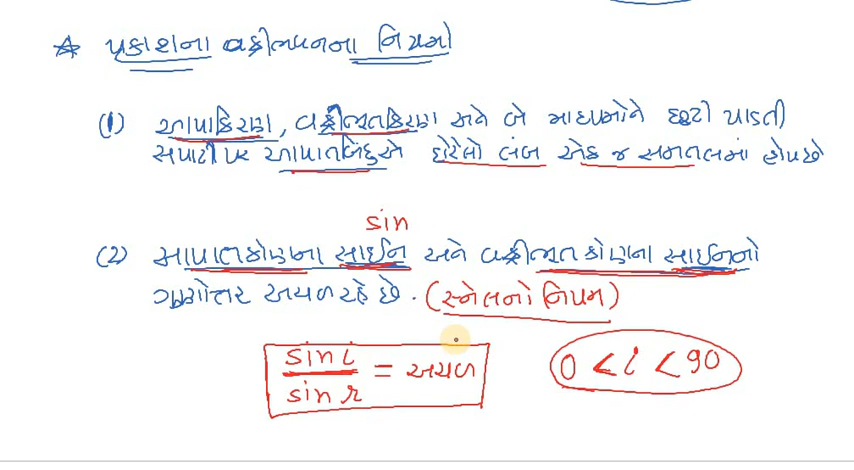 ★ પ્રકાશના વક્રીભવનના નિયમો
(1) આપાતકિરણ, વક્રીભૂતકિરણ અને બે માધ્યમોને છૂટી પાડતી
સપાટી પર આપાતબિંદુએ દોરેલો લંબ એક જ સમતલમાં હોય છે
sin
(2) આપાતકોણના સાઈન અને વક્રીભૂતકોણના સાઈનનો
ગુણોત્તર અચળ રહે છે. (સ્નેલનો નિયમ)
sin i / sin r = અચળ
0 < i < 90